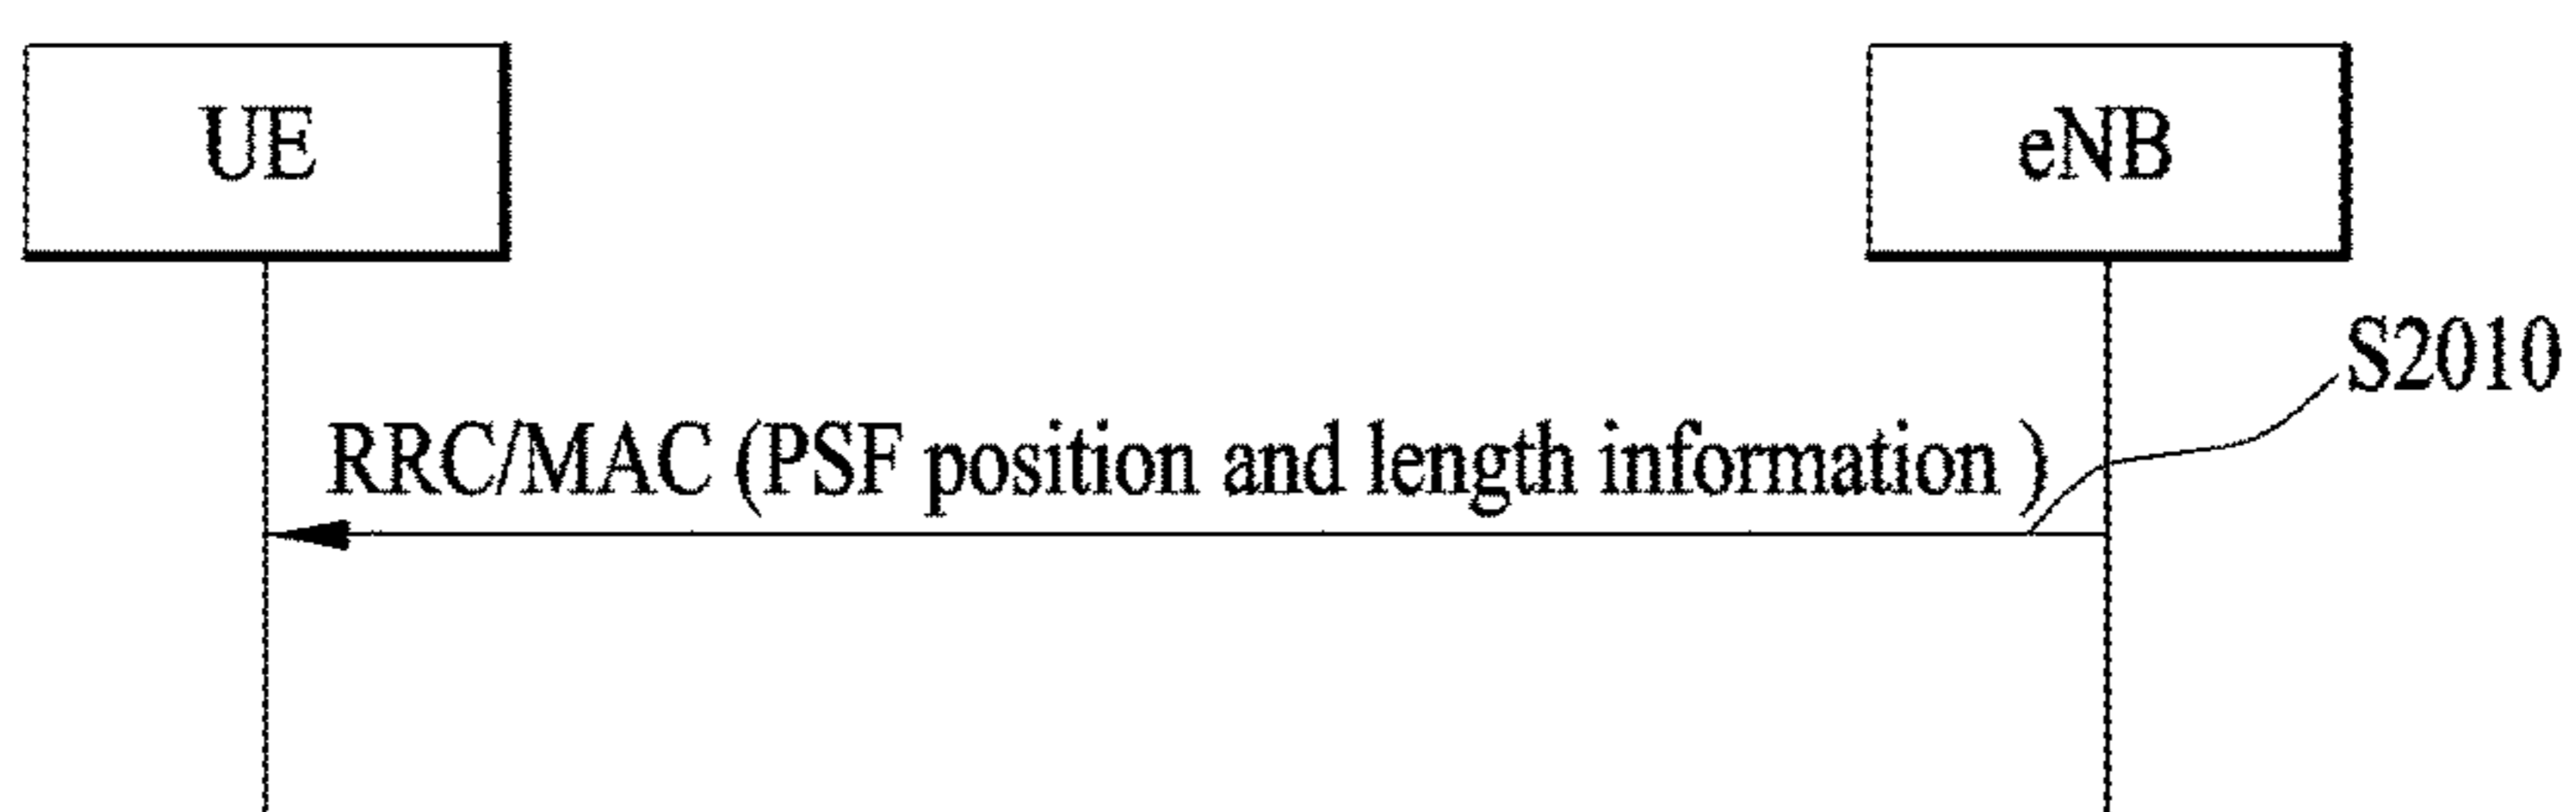 UE
eNB
S2010
RRC/MAC (PSF position and length information )